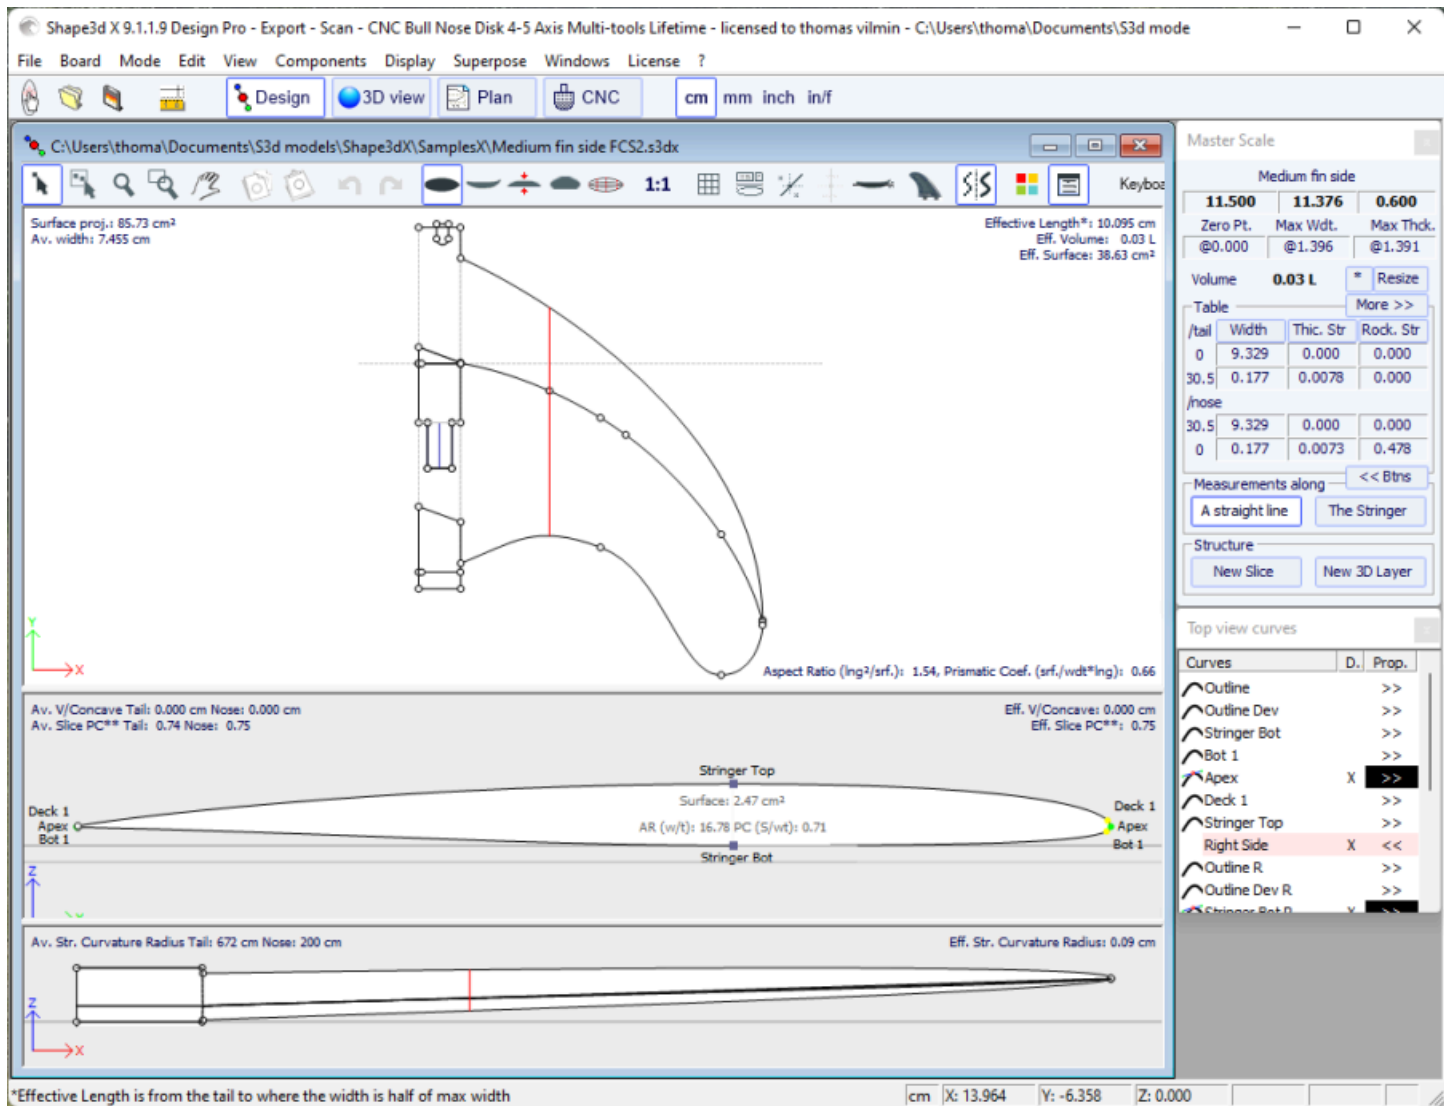 Shape3d X 9.1.1.9 Design Pro - Export - Scan - CNC Bull Nose Disk 4-5 Axis Multi-tools Lifetime - licensed to thomas vilmin - C:\Users\thoma\Documents\S3d mode
File Board Mode Edit View Components Display Superpose Windows License ?
Design 3D view Plan CNC cm mm inch in/f
C:\Users\thoma\Documents\S3d models\Shape3dX\SamplesX\Medium fin side FCS2.s3dx
1:1 Keyboa
Surface proj.: 85.73 cm²
Av. width: 7.455 cm
Effective Length*: 10.095 cm
Eff. Volume: 0.03 L
Eff. Surface: 38.63 cm²
Y
X
Aspect Ratio (lng²/srf.): 1.54, Prismatic Coef. (srf./wdt*lng): 0.66
Av. V/Concave Tail: 0.000 cm Nose: 0.000 cm
Av. Slice PC** Tail: 0.74 Nose: 0.75
Eff. V/Concave: 0.000 cm
Eff. Slice PC**: 0.75
Stringer Top
Surface: 2.47 cm²
AR (w/t): 16.78 PC (S/wt): 0.71
Stringer Bot
Deck 1
Apex
Bot 1
Deck 1
Apex
Bot 1
Z
Av. Str. Curvature Radius Tail: 672 cm Nose: 200 cm
Eff. Str. Curvature Radius: 0.09 cm
Z
X
*Effective Length is from the tail to where the width is half of max width
cm X: 13.964 Y: -6.358 Z: 0.000
Master Scale
Medium fin side
11.500 11.376 0.600
Zero Pt. Max Wdt. Max Thck.
@0.000 @1.396 @1.391
Volume 0.03 L * Resize
Table More >>
/tail Width Thic. Str Rock. Str
0 9.329 0.000 0.000
30.5 0.177 0.0078 0.000
/nose
30.5 9.329 0.000 0.000
0 0.177 0.0073 0.478
<< Btns
Measurements along
A straight line The Stringer
Structure
New Slice New 3D Layer
Top view curves
Curves D. Prop.
Outline >>
Outline Dev >>
Stringer Bot >>
Bot 1 >>
Apex X >>
Deck 1 >>
Stringer Top >>
Right Side X <<
Outline R >>
Outline Dev R >>
Stringer Bot R X >>